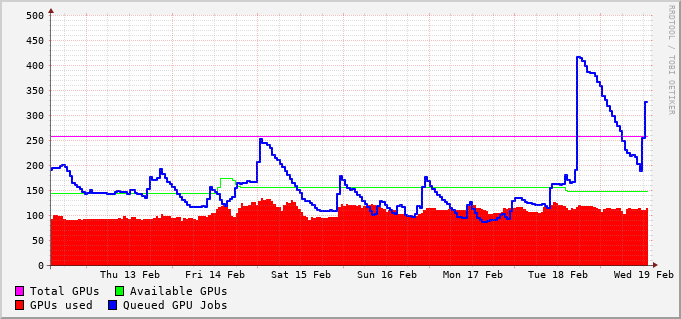 500
450
400
350
300
250
200
150
100
50
0
Thu 13 Feb Fri 14 Feb Sat 15 Feb Sun 16 Feb Mon 17 Feb Tue 18 Feb Wed 19 Feb
Total GPUs Available GPUs
GPUs used Queued GPU Jobs
RRDTOOL / TOBI OETIKER